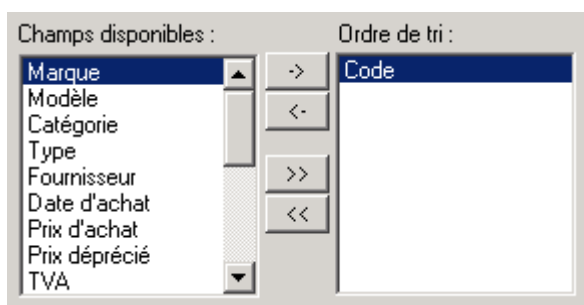 Champs disponibles :
Marque
Modèle
Catégorie
Type
Fournisseur
Date d'achat
Prix d'achat
Prix déprécié
TVA
->
<-
>>
<<
Ordre de tri :
Code